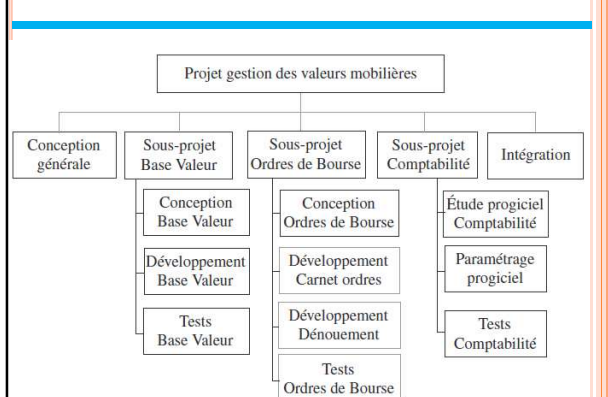 Projet gestion des valeurs mobilières
Conception
générale
Sous-projet
Base Valeur
Sous-projet
Ordres de Bourse
Sous-projet
Comptabilité
Intégration
Conception
Base Valeur
Développement
Base Valeur
Tests
Base Valeur
Conception
Ordres de Bourse
Développement
Carnet ordres
Développement
Dénouement
Tests
Ordres de Bourse
Étude progiciel
Comptabilité
Paramétrage
progiciel
Tests
Comptabilité